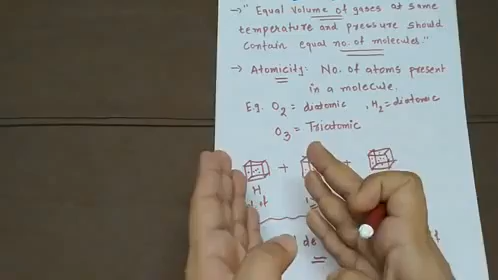 →" Equal Volume of gases at same
temperature and pressure should
contain equal no. of molecules."
→ Atomicity: No. of atoms present
in a molecule.
E.g. O2 = diatomic , H2 = diatomic
O3 = Triatomic
+ +
H